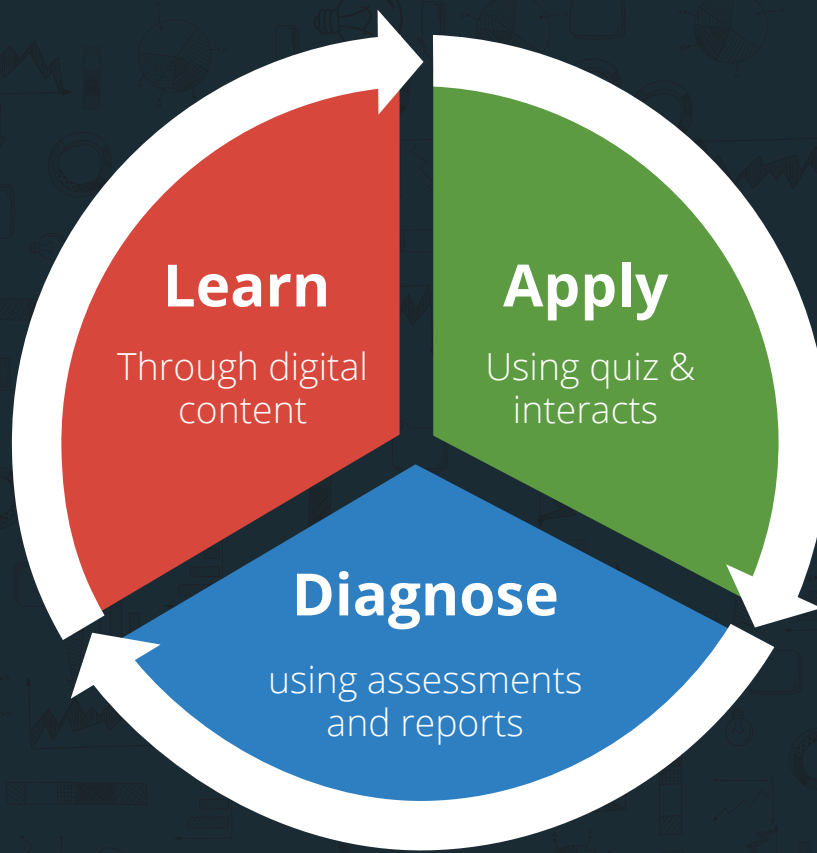 Learn
Through digital
content
Apply
Using quiz &
interacts
Diagnose
using assessments
and reports